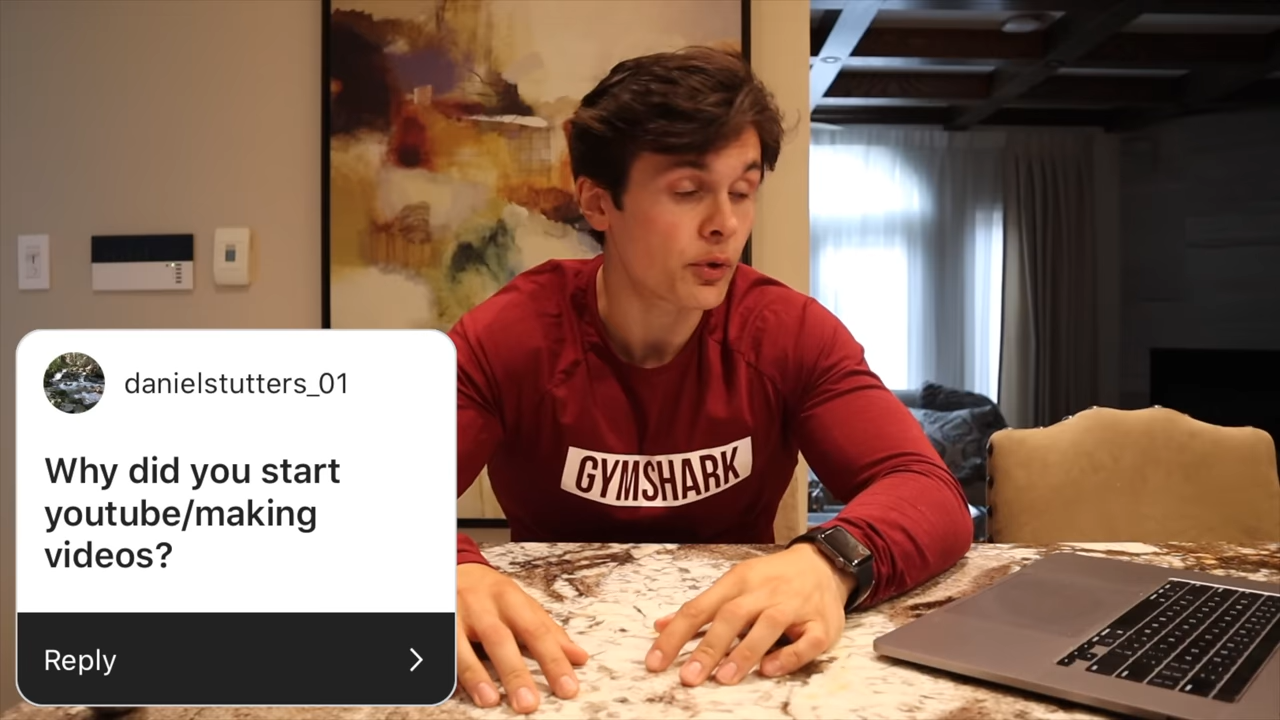 danielstutters_01
Why did you start
youtube/making
videos?
Reply
GYMSHARK